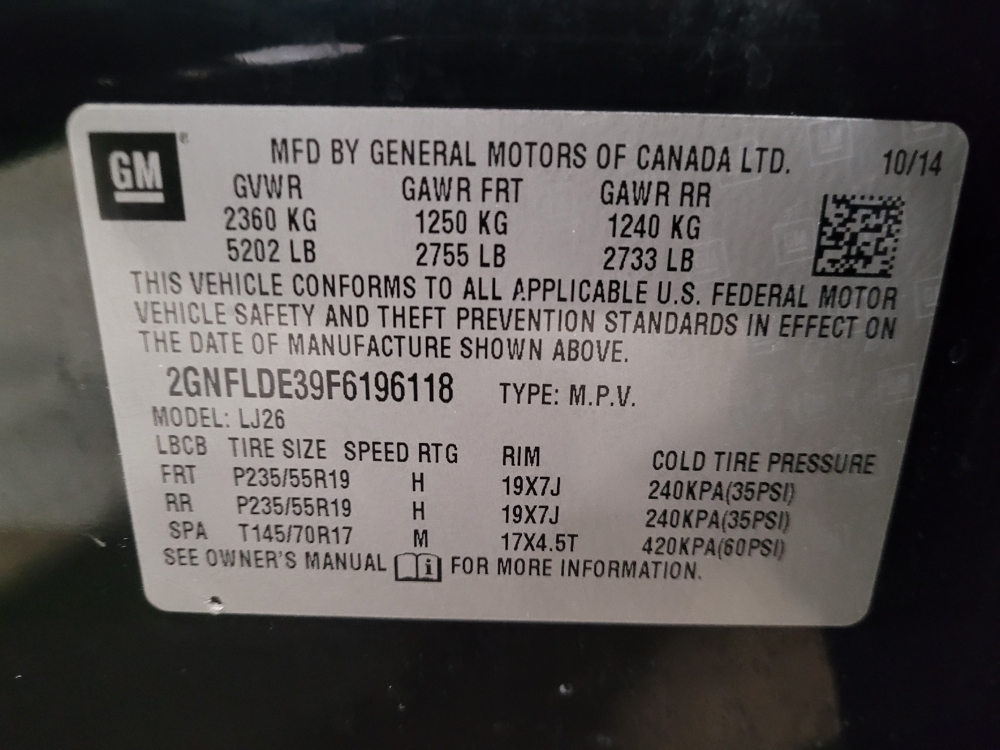 GM
MFD BY GENERAL MOTORS OF CANADA LTD. 10/14
GVWR GAWR FRT GAWR RR
2360 KG 1250 KG 1240 KG
5202 LB 2755 LB 2733 LB
THIS VEHICLE CONFORMS TO ALL APPLICABLE U.S. FEDERAL MOTOR
VEHICLE SAFETY AND THEFT PREVENTION STANDARDS IN EFFECT ON
THE DATE OF MANUFACTURE SHOWN ABOVE.
2GNFLDE39F6196118 TYPE: M.P.V.
MODEL: LJ26
LBCB TIRE SIZE SPEED RTG RIM COLD TIRE PRESSURE
FRT P235/55R19 H 19X7J 240KPA(35PSI)
RR P235/55R19 H 19X7J 240KPA(35PSI)
SPA T145/70R17 M 17X4.5T 420KPA(60PSI)
SEE OWNER'S MANUAL i FOR MORE INFORMATION.